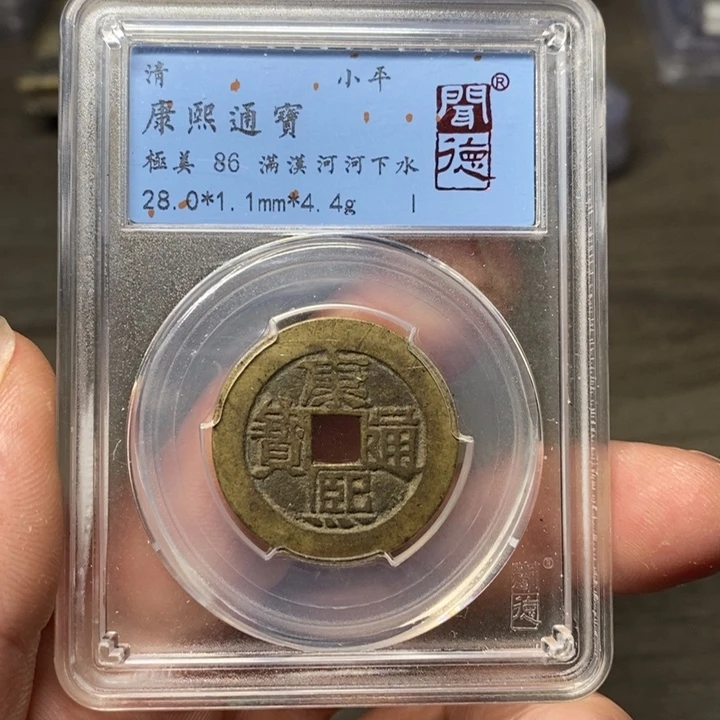 清 小平
康熙通寶
極美 86 滿漢河河下水
28.0*1.1mm*4.4g |
聞德®
康熙通寶